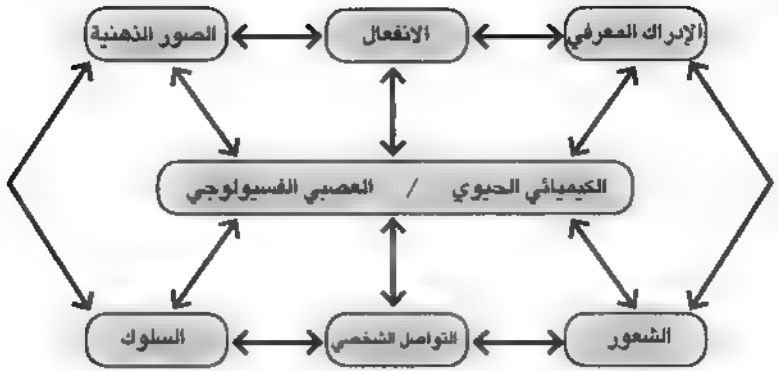 الإدراك المعرفي
الانفعال
الصور الذهنية
الكيميائي الحيوي / العصبي الفسيولوجي
الشعور
التواصل الشخصي
السلوك